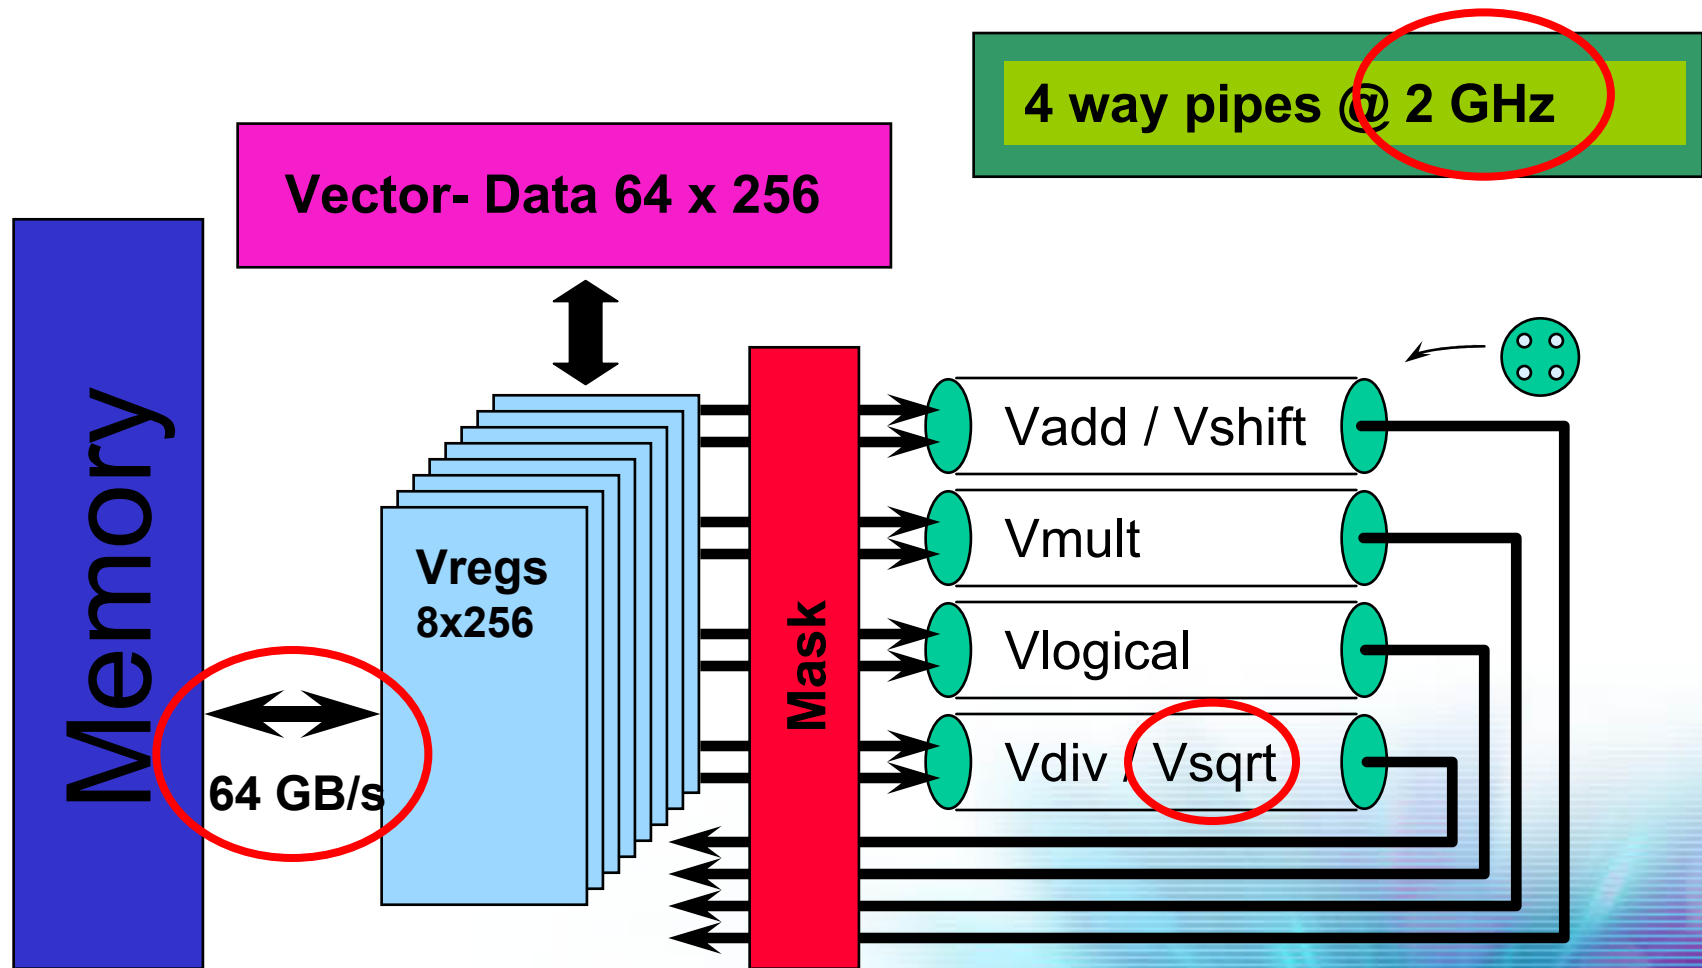 4 way pipes @ 2 GHz
Vector- Data 64 x 256
Memory
64 GB/s
Vregs
8x256
Mask
Vadd / Vshift
Vmult
Vlogical
Vdiv / Vsqrt